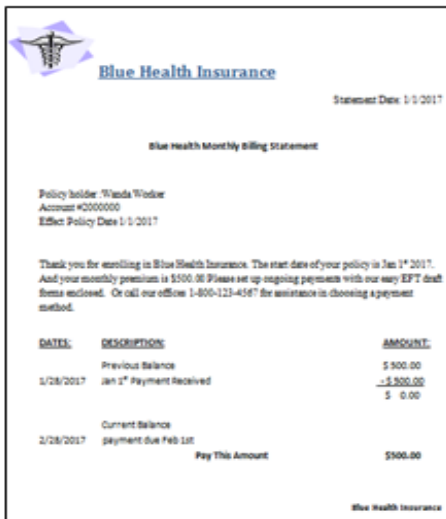 Blue Health Insurance
Statement Date: 1/1/2017
Blue Health Monthly Billing Statement
Policy holder :Wanda Worker
Account #2000000
Effect Policy Date 1/1/2017
Thank you for enrolling in Blue Health Insurance. The start date of your policy is Jan 1st 2017.
And your monthly premium is $500.00 Please set up ongoing payments with our easy EFT draft
forms enclosed. Or call our offices 1-800-123-4567 for assistance in choosing a payment
method.
DATES: DESCRIPTION: AMOUNT:
Previous Balance $500.00
1/28/2017 Jan 1st Payment Received -$500.00
$ 0.00
Current Balance
2/28/2017 payment due Feb 1st
Pay This Amount $500.00
Blue Health Insurance